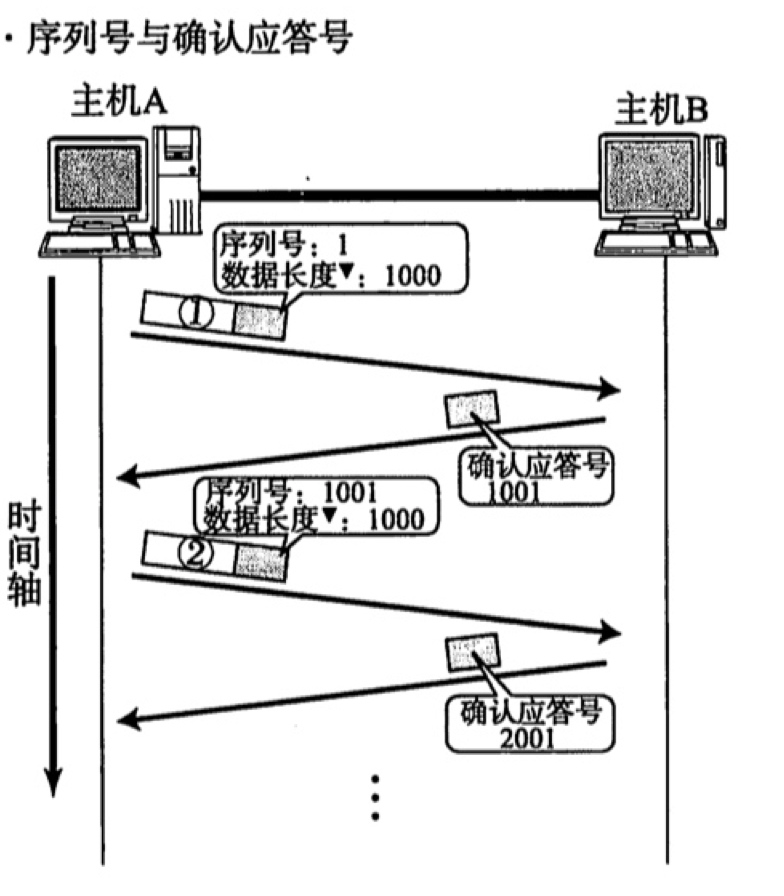 ·序列号与确认应答号
主机A
主机B
序列号：1
数据长度▼：1000
①
确认应答号
1001
序列号：1001
数据长度▼：1000
②
时间轴
确认应答号
2001